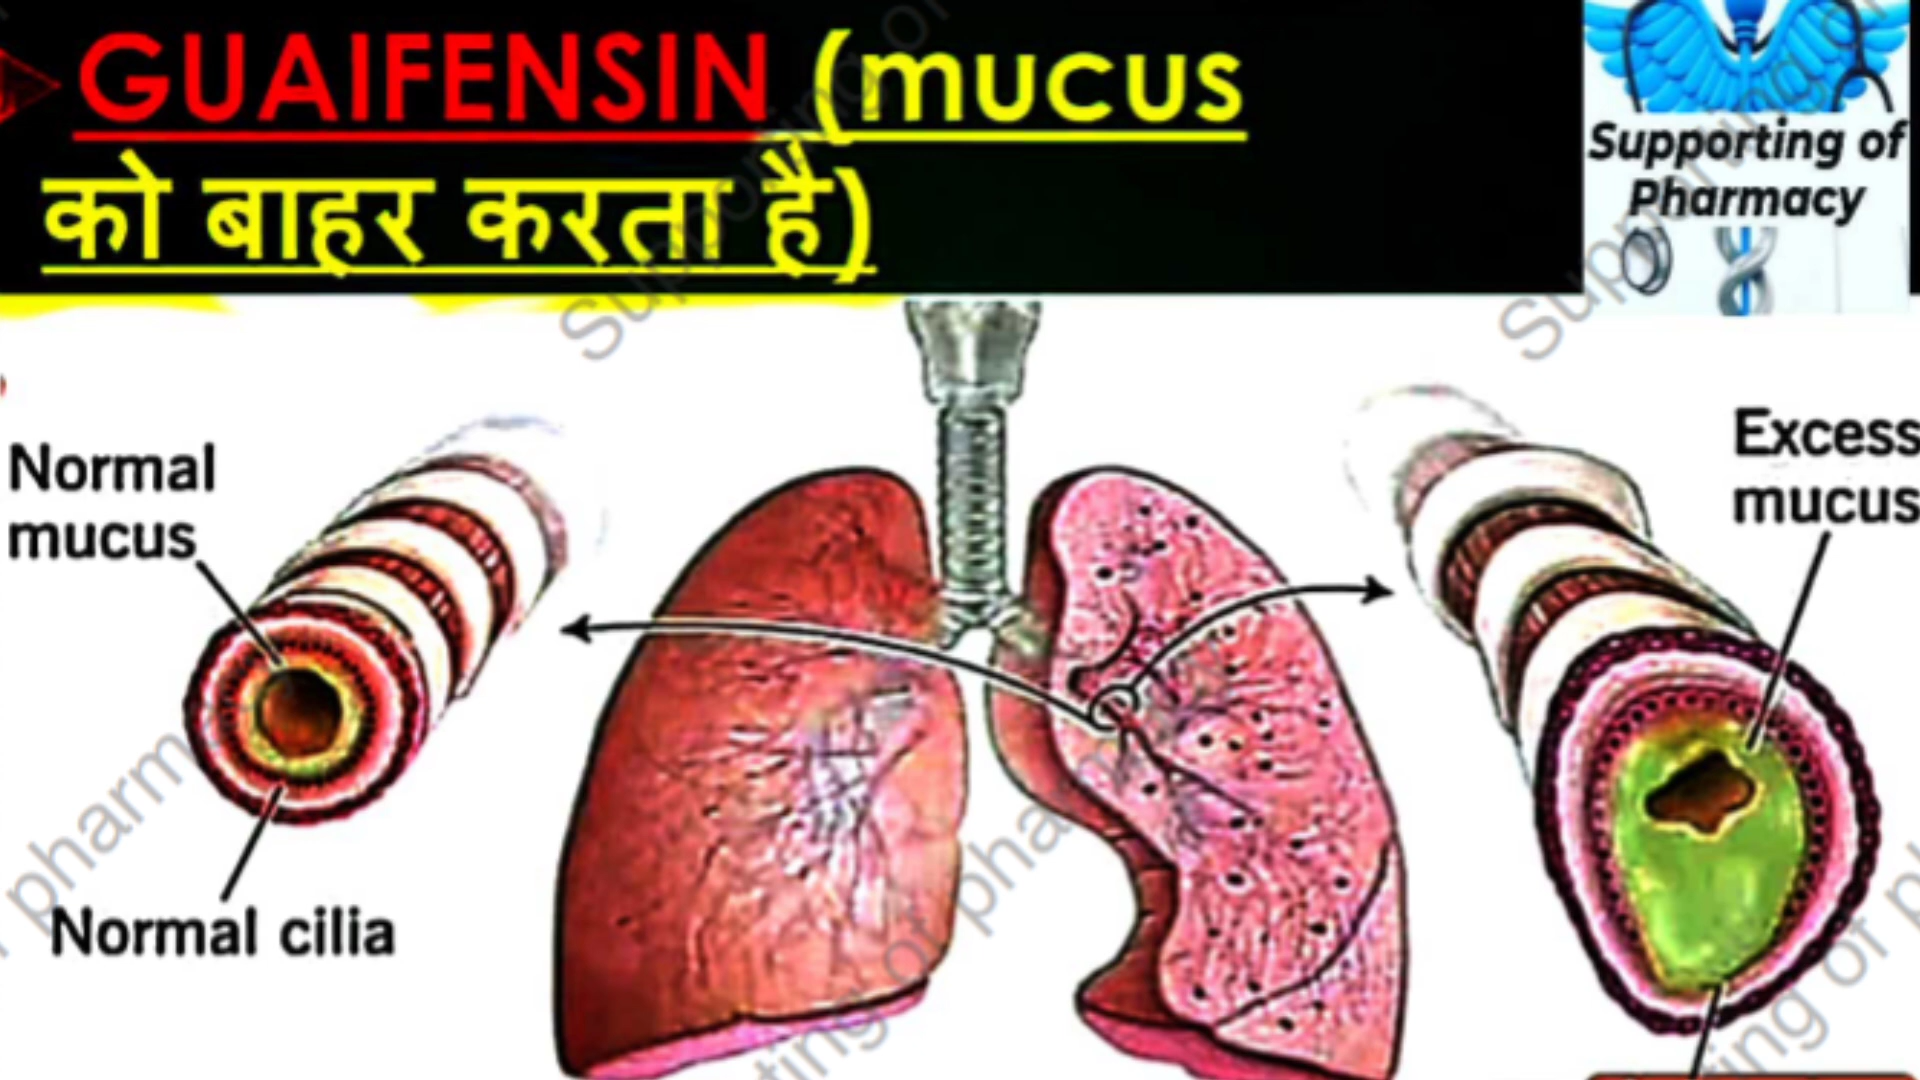 GUAIFENSIN (mucus
को बाहर करता है)
Supporting of
Pharmacy
Normal
mucus
Excess
mucus
Normal cilia